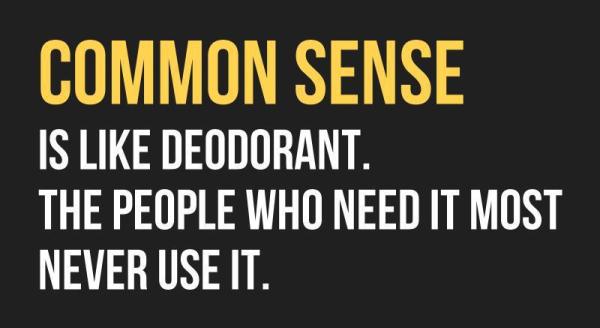 COMMON SENSE
IS LIKE DEODORANT.
THE PEOPLE WHO NEED IT MOST
NEVER USE IT.